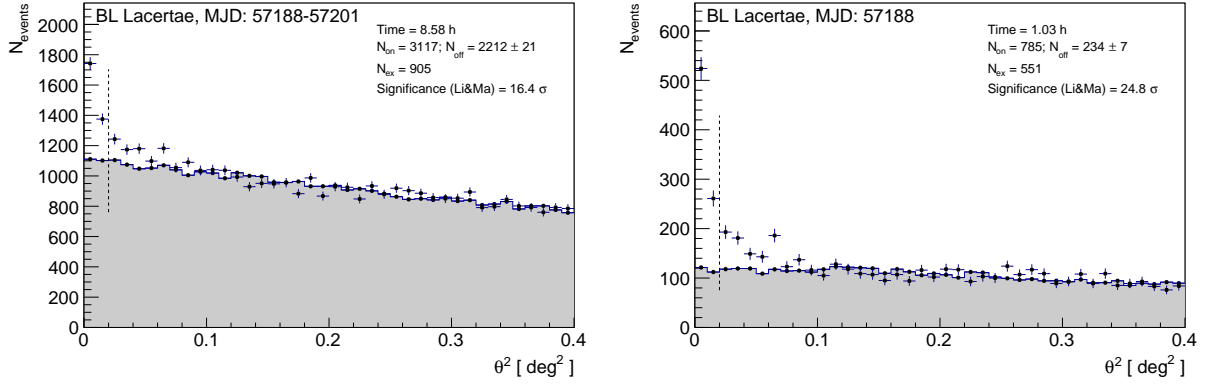 BL Lacertae, MJD: 57188-57201
Time = 8.58 h
N_on = 3117; N_off = 2212 ± 21
N_ex = 905
Significance (Li&Ma) = 16.4 σ
N_events
2000
1800
1600
1400
1200
1000
800
600
400
200
0
0 0.1 0.2 0.3 0.4
θ² [ deg² ]
BL Lacertae, MJD: 57188
Time = 1.03 h
N_on = 785; N_off = 234 ± 7
N_ex = 551
Significance (Li&Ma) = 24.8 σ
N_events
600
500
400
300
200
100
0
0 0.1 0.2 0.3 0.4
θ² [ deg² ]